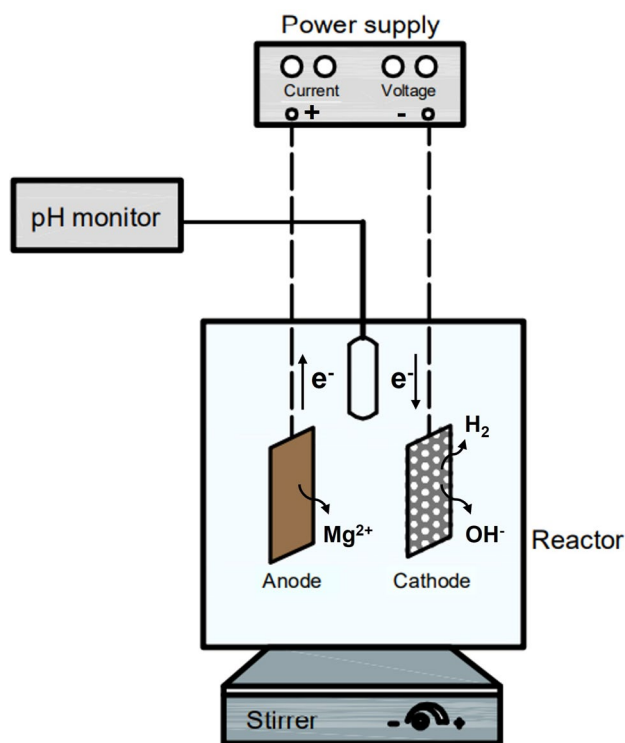 Power supply
Current Voltage
+ -
pH monitor
e⁻ e⁻
H₂
Mg²⁺ OH⁻
Reactor
Anode Cathode
Stirrer - +